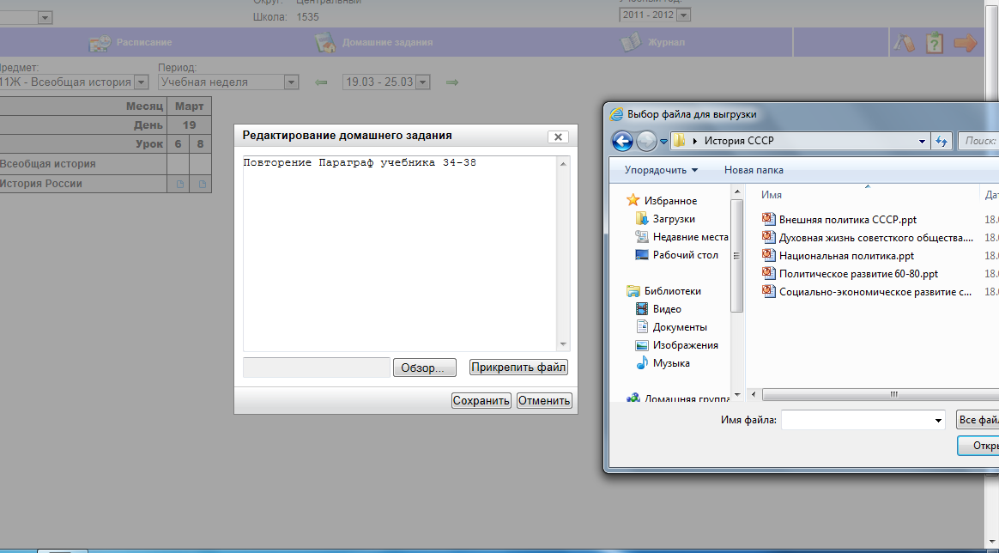 Округ: Центральный
Школа: 1535
Учебный год:
2011 - 2012
Расписание
Домашние задания
Журнал
Предмет:
Период:
11Ж - Всеобщая история
Учебная неделя
19.03 - 25.03
Месяц Март
День 19
Урок 6 8
Всеобщая история
История России
Редактирование домашнего задания
Повторение Параграф учебника 34-38
Обзор...
Прикрепить файл
Сохранить
Отменить
Выбор файла для выгрузки
История СССР
Поиск:
Упорядочить
Новая папка
Избранное
Загрузки
Недавние места
Рабочий стол
Библиотеки
Видео
Документы
Изображения
Музыка
Домашняя группа
Имя
Дат
Внешняя политика СССР.ppt
18.
Духовная жизнь советсткого общества....
18.
Национальная политика.ppt
18.
Политическое развитие 60-80.ppt
18.
Социально-экономическое развитие с...
18.
Имя файла:
Все файл
Откры